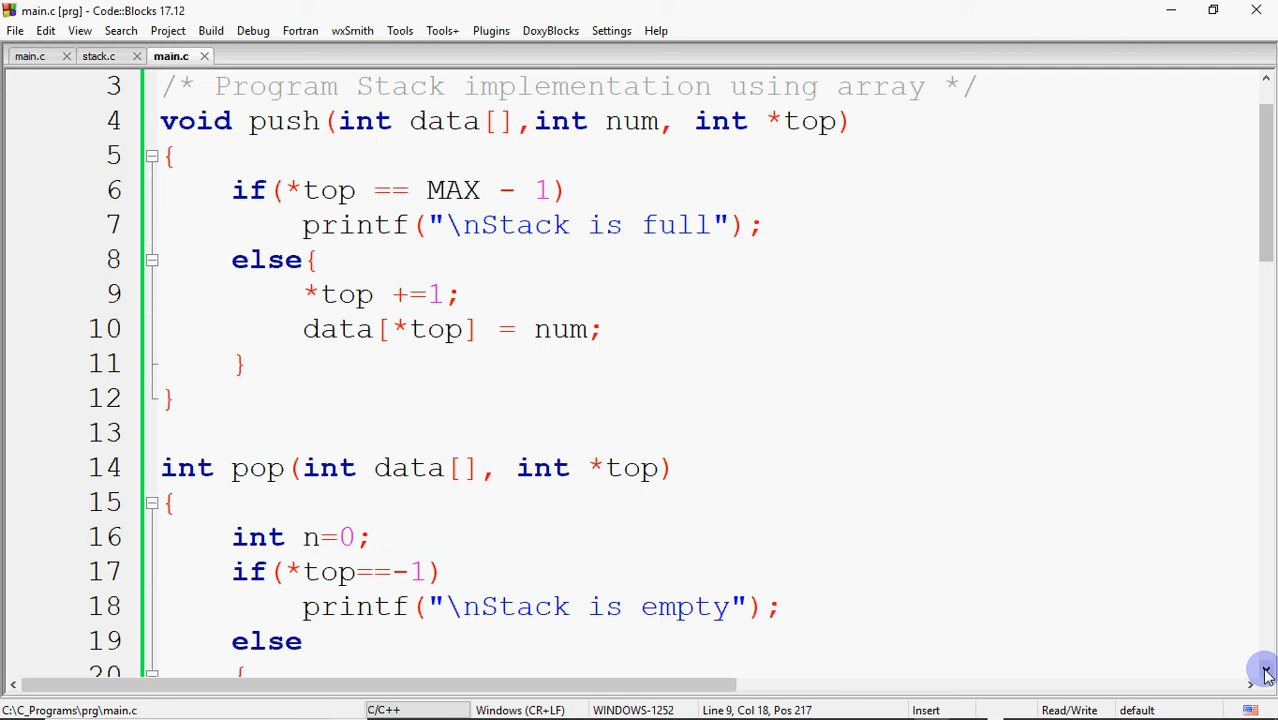 main.c [prg] - Code::Blocks 17.12
File Edit View Search Project Build Debug Fortran wxSmith Tools Tools+ Plugins DoxyBlocks Settings Help
main.c stack.c main.c
3 /* Program Stack implementation using array */
4 void push(int data[],int num, int *top)
5 {
6 if(*top == MAX - 1)
7 printf("\nStack is full");
8 else{
9 *top +=1;
10 data[*top] = num;
11 }
12 }
13
14 int pop(int data[], int *top)
15 {
16 int n=0;
17 if(*top==-1)
18 printf("\nStack is empty");
19 else
20 {
C:\C_Programs\prg\main.c C/C++ Windows (CR+LF) WINDOWS-1252 Line 9, Col 18, Pos 217 Insert Read/Write default